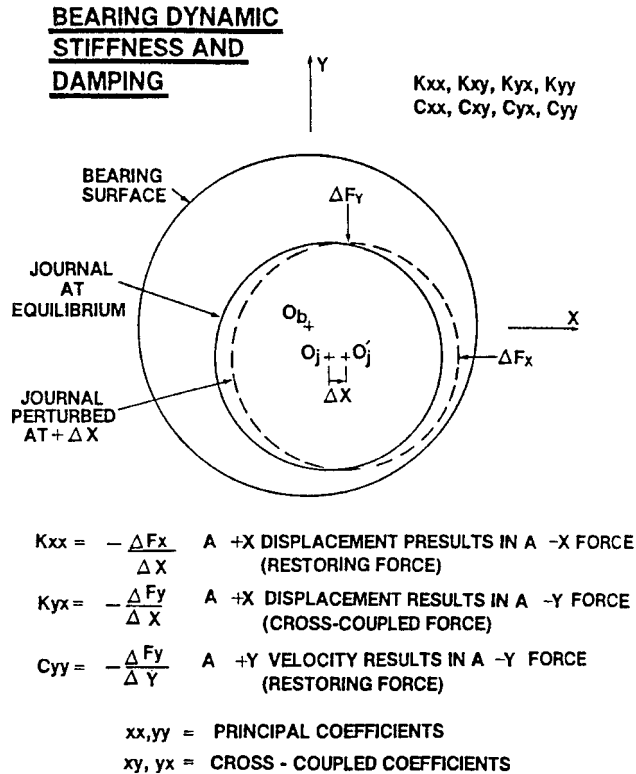 BEARING DYNAMIC
STIFFNESS AND
DAMPING
Y
Kxx, Kxy, Kyx, Kyy
Cxx, Cxy, Cyx, Cyy
BEARING
SURFACE
ΔFY
JOURNAL
AT
EQUILIBRIUM
Ob
X
Oj Oj′
ΔFX
ΔX
JOURNAL
PERTURBED
AT + ΔX
Kxx = - ΔFx / ΔX A +X DISPLACEMENT PRESULTS IN A -X FORCE
(RESTORING FORCE)
Kyx = - ΔFy / ΔX A +X DISPLACEMENT RESULTS IN A -Y FORCE
(CROSS-COUPLED FORCE)
Cyy = - ΔFy / ΔẎ A +Y VELOCITY RESULTS IN A -Y FORCE
(RESTORING FORCE)
xx,yy = PRINCIPAL COEFFICIENTS
xy, yx = CROSS - COUPLED COEFFICIENTS